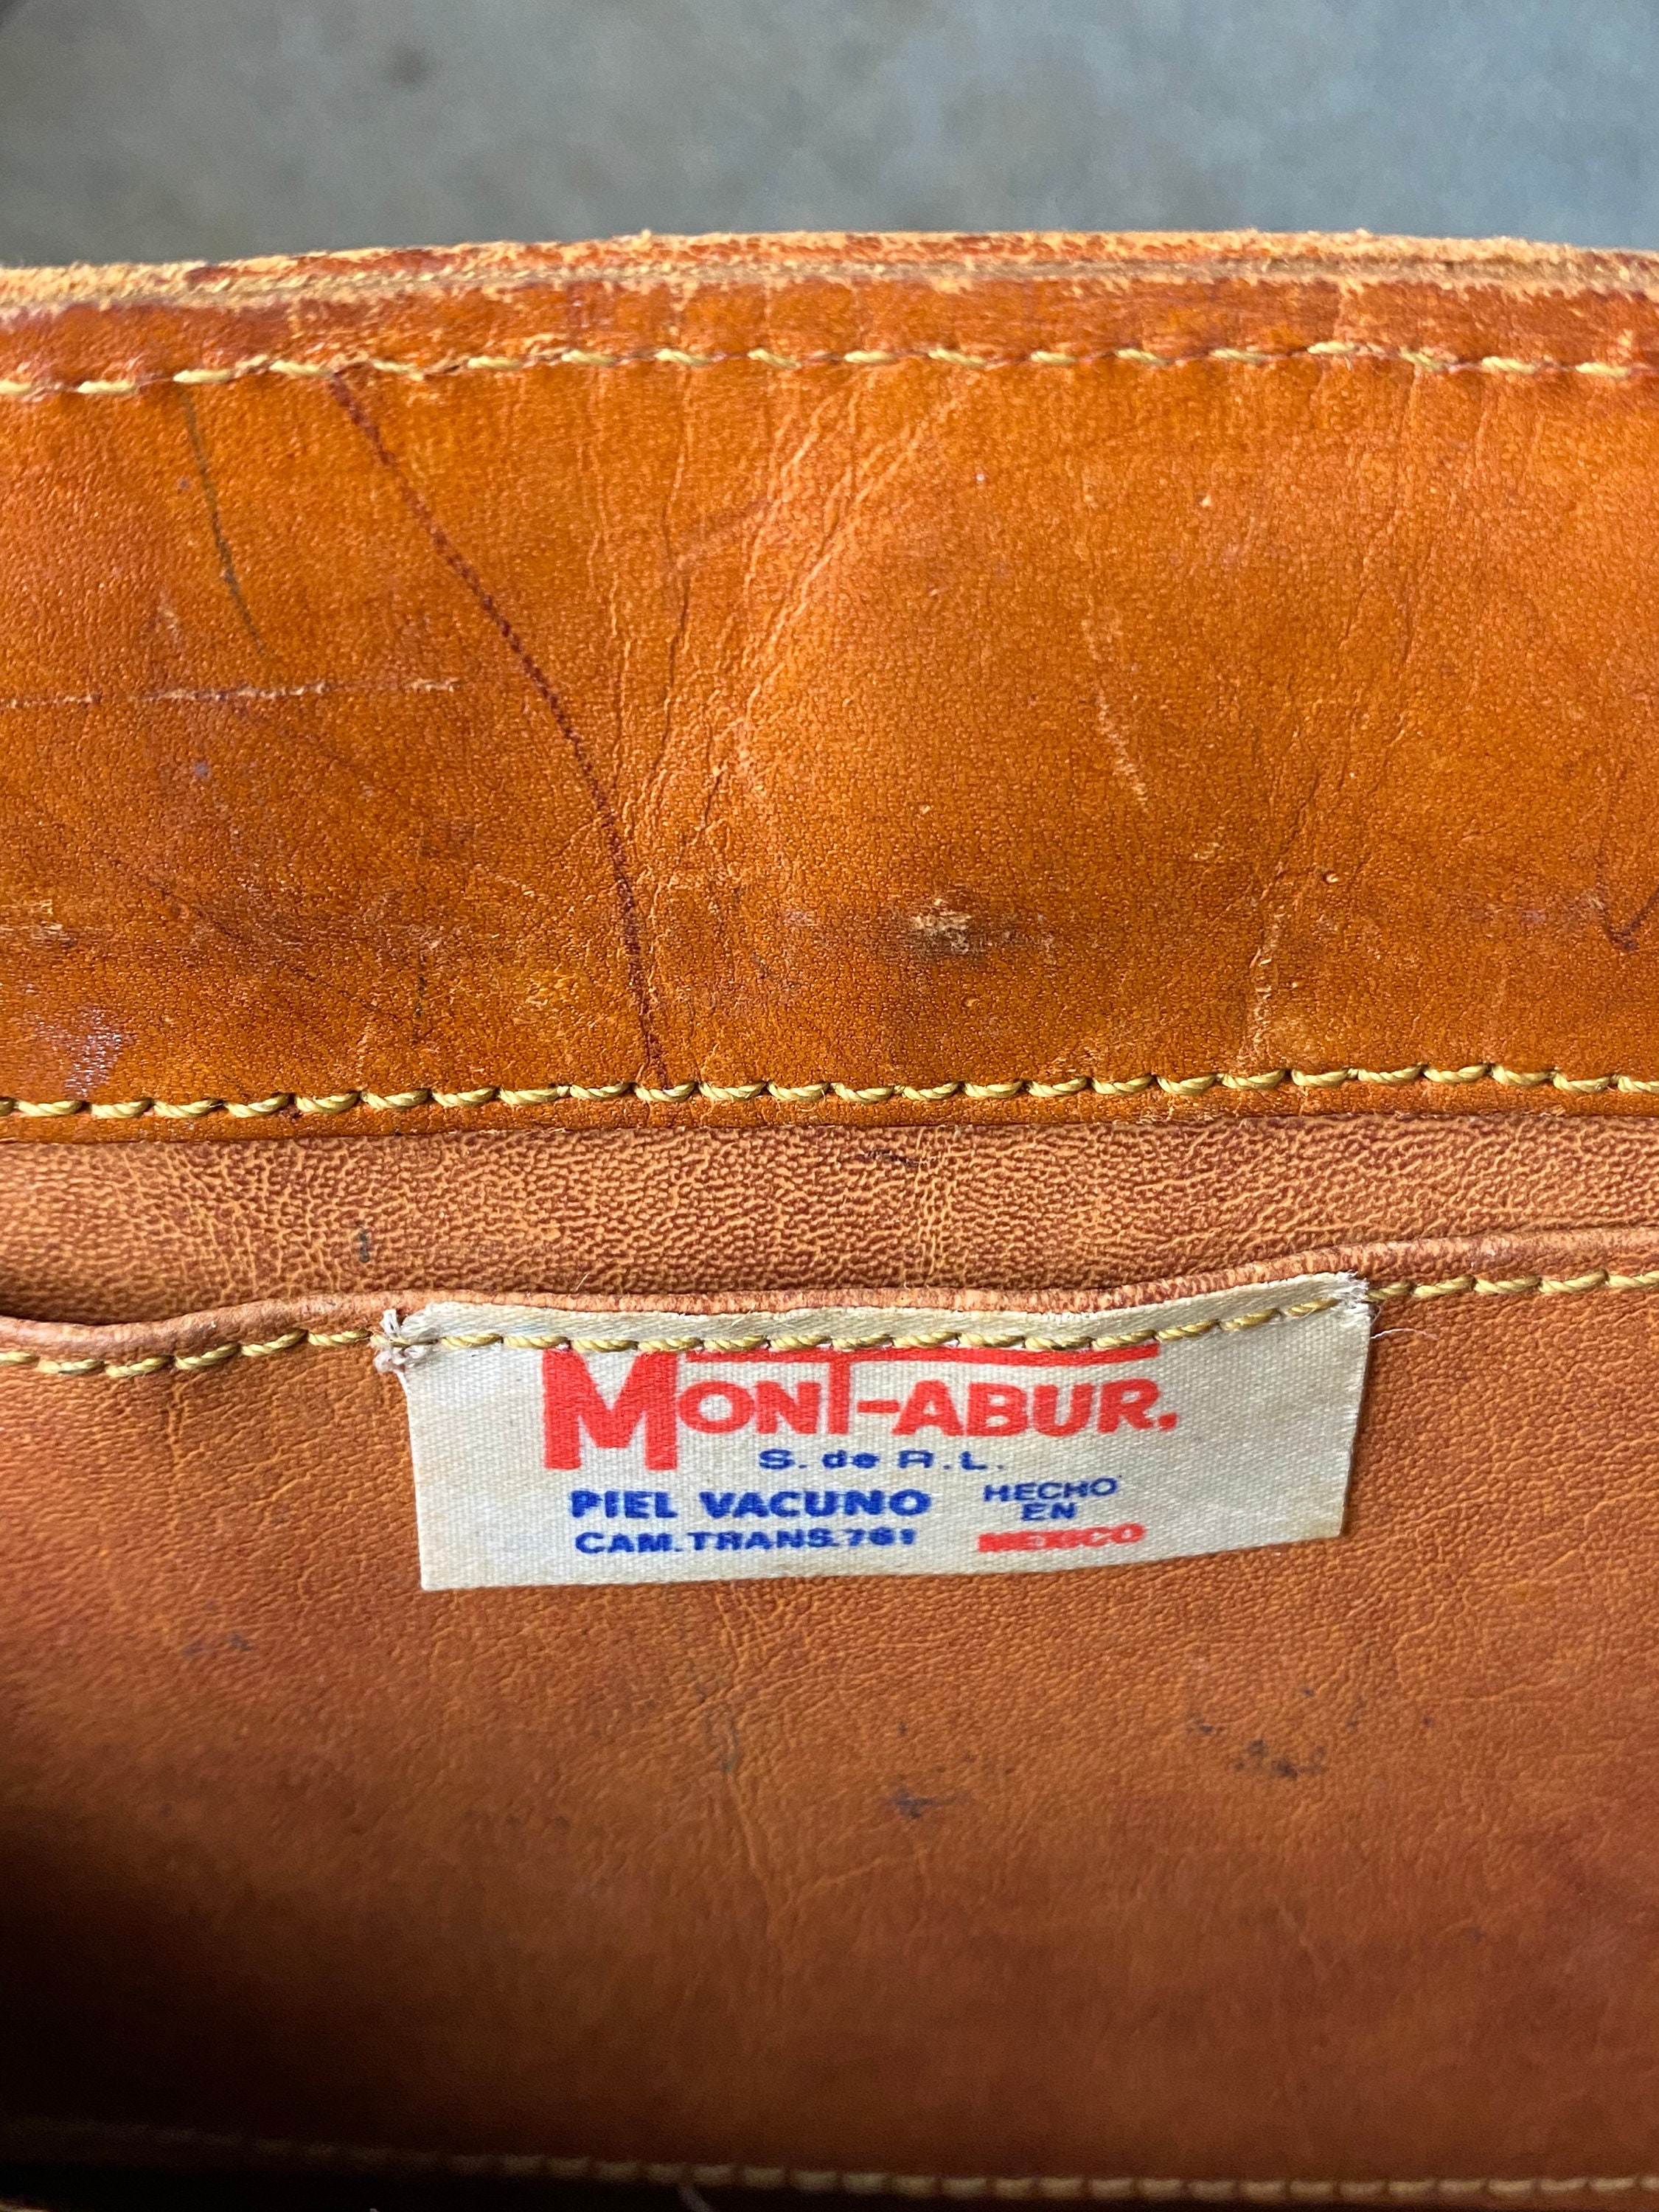 MONT-ABUR.
S. de R.L.
PIEL VACUNO
CAM. TRANS. 761
HECHO
EN
MEXICO